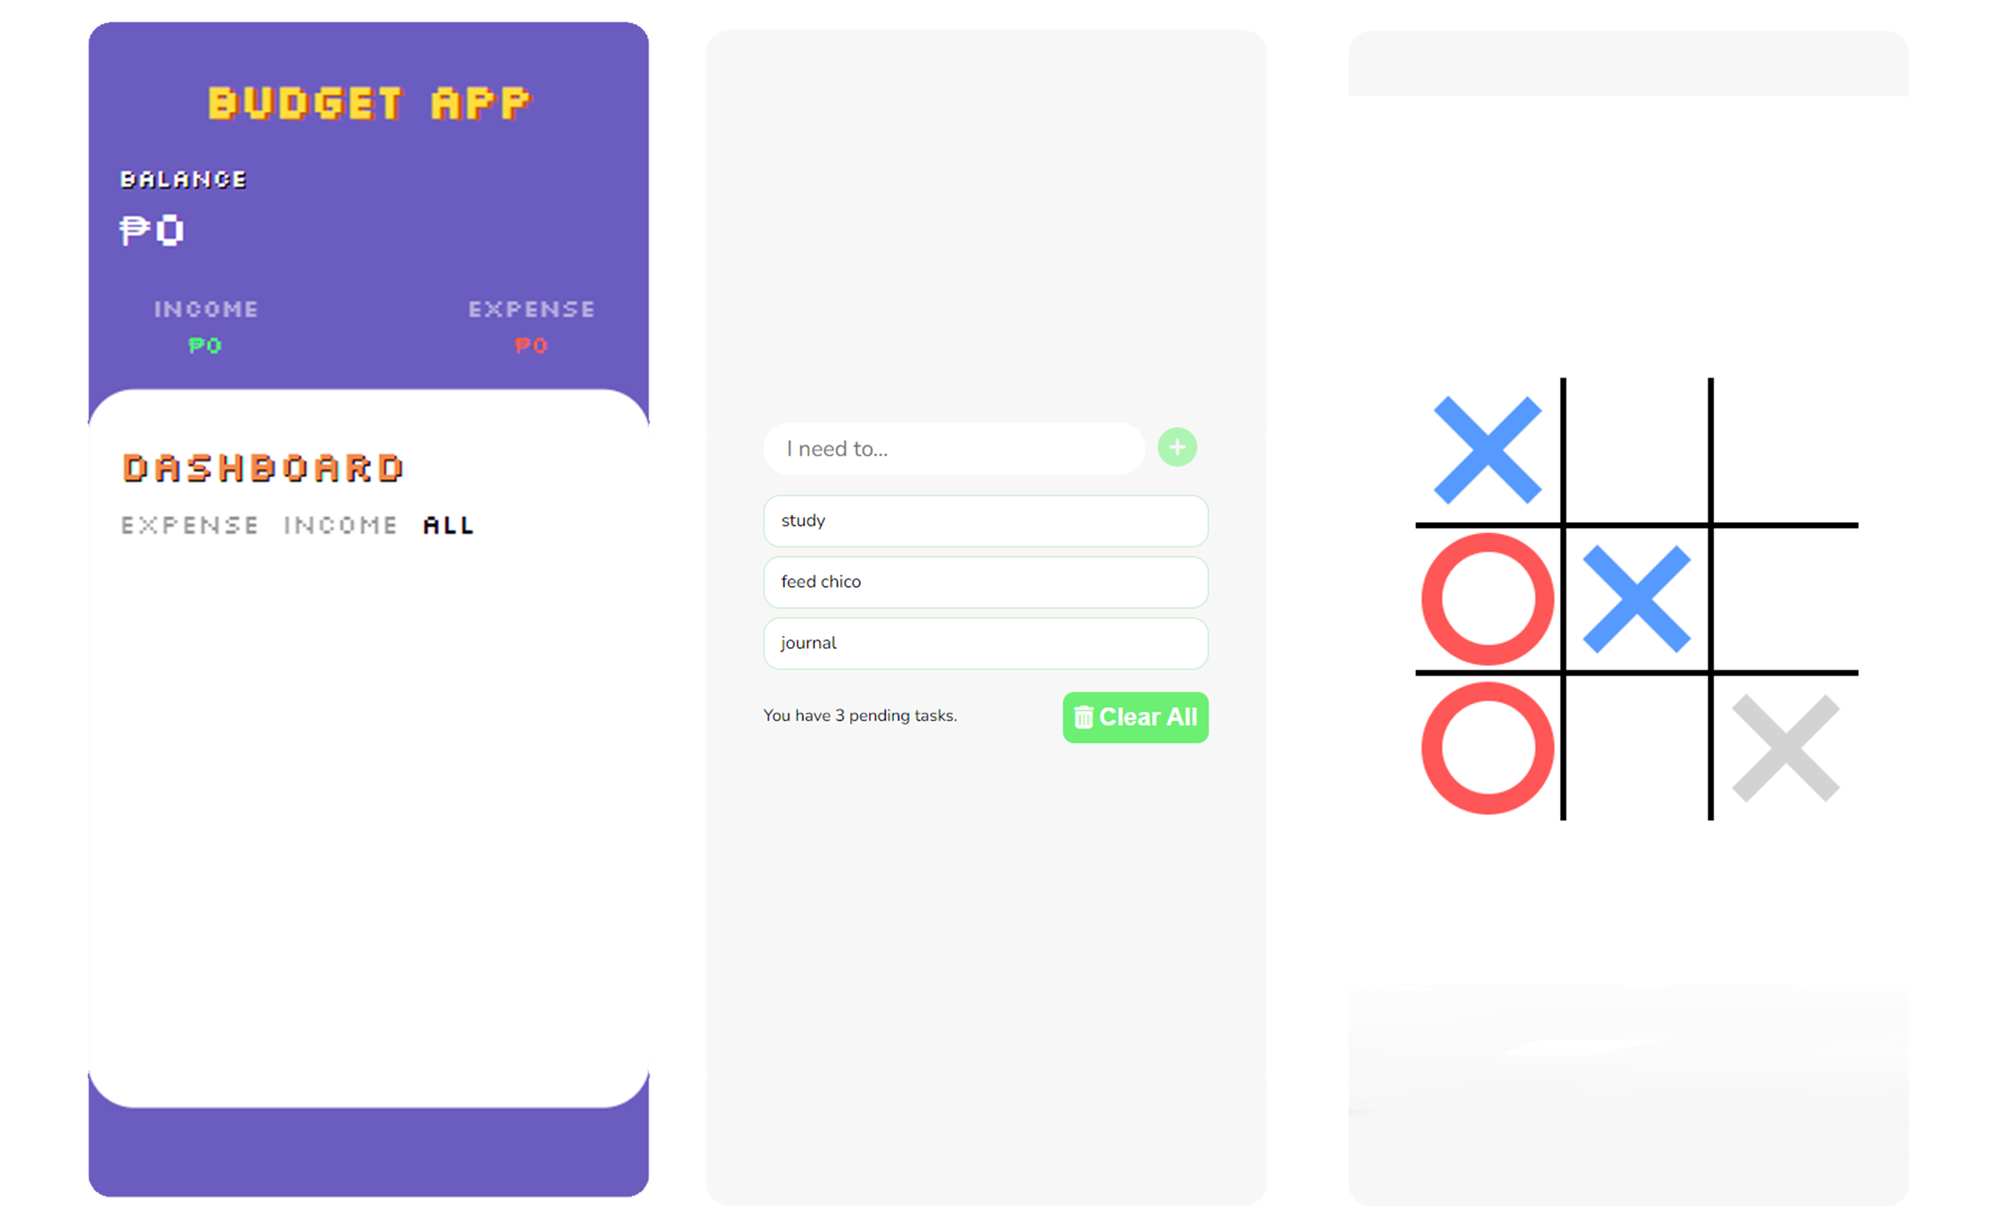 BUDGET APP
BALANCE
₱0
INCOME EXPENSE
₱0 ₱0
DASHBOARD
EXPENSE INCOME ALL
I need to...
study
feed chico
journal
You have 3 pending tasks.
Clear All